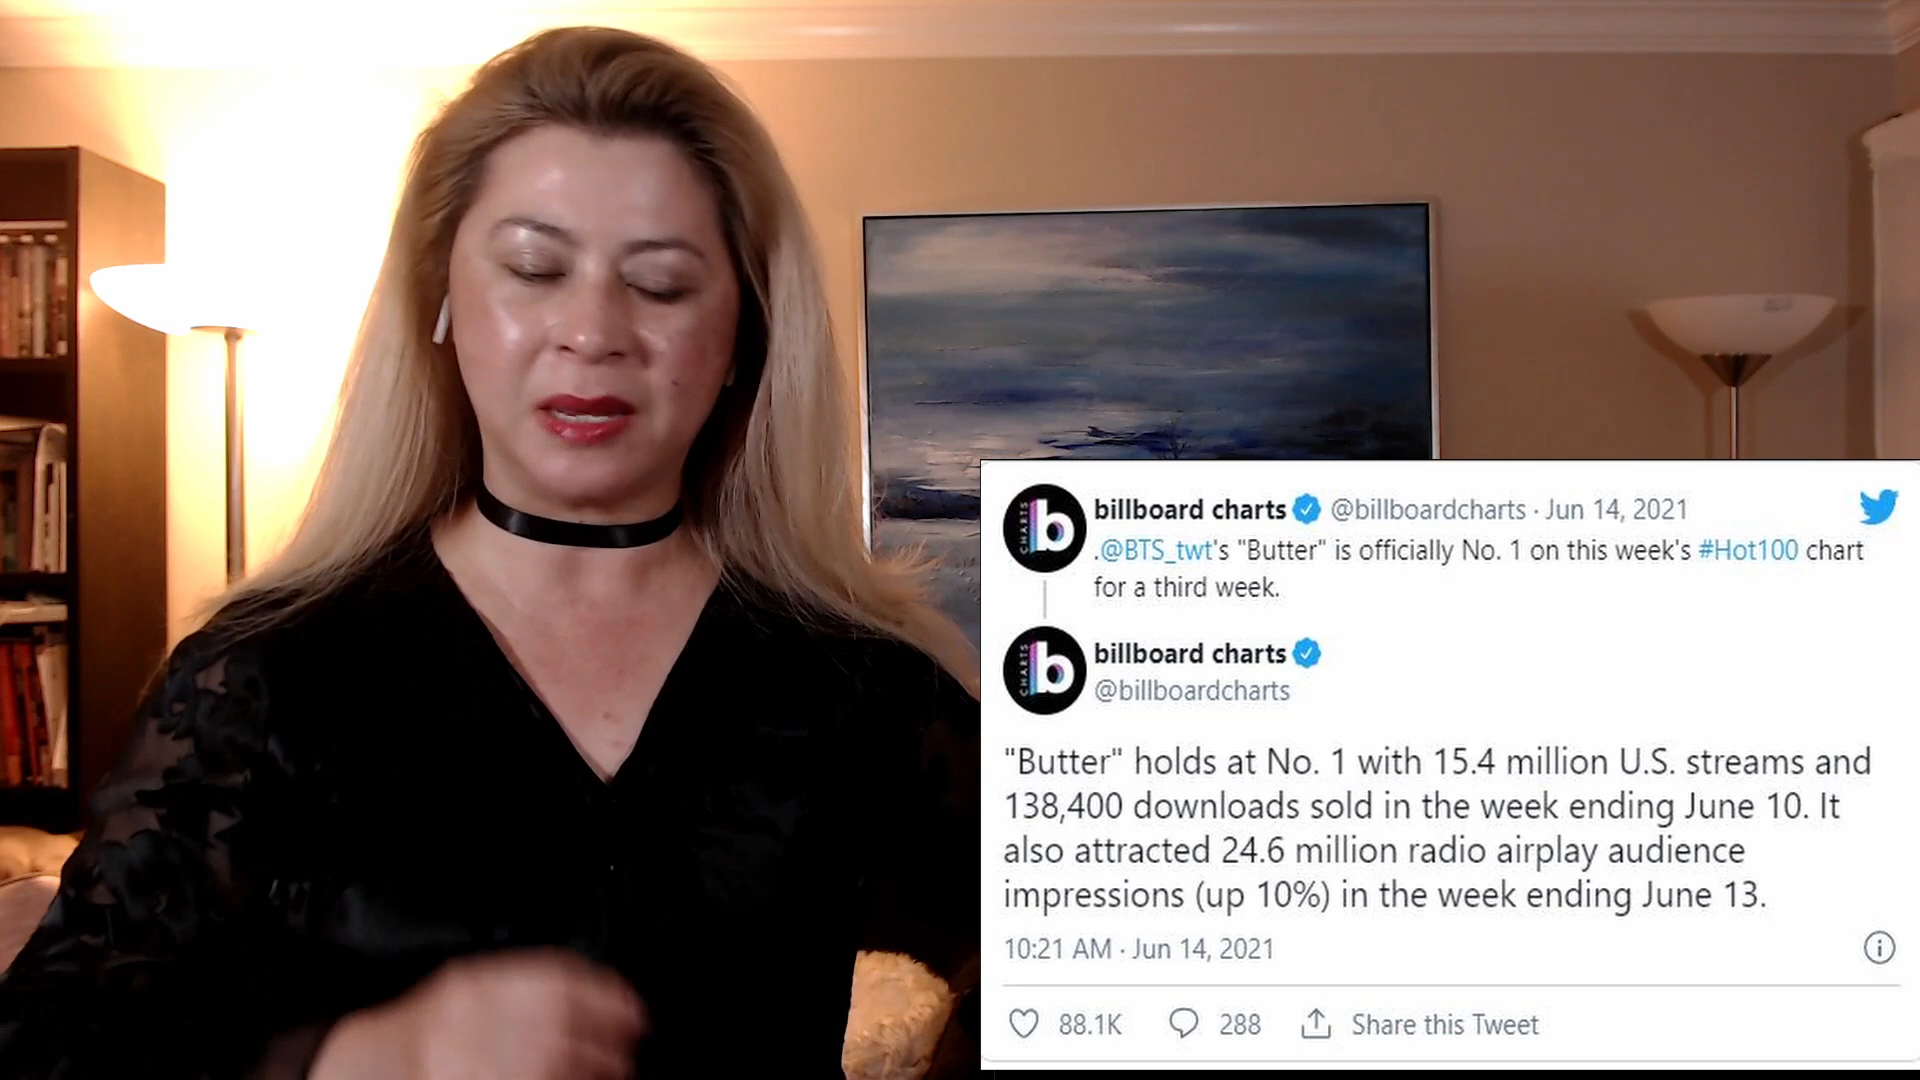 billboard charts @billboardcharts · Jun 14, 2021
.@BTS_twt's "Butter" is officially No. 1 on this week's #Hot100 chart
for a third week.
CHARTS b
billboard charts
@billboardcharts
CHARTS b
"Butter" holds at No. 1 with 15.4 million U.S. streams and
138,400 downloads sold in the week ending June 10. It
also attracted 24.6 million radio airplay audience
impressions (up 10%) in the week ending June 13.
10:21 AM · Jun 14, 2021
88.1K 288 Share this Tweet